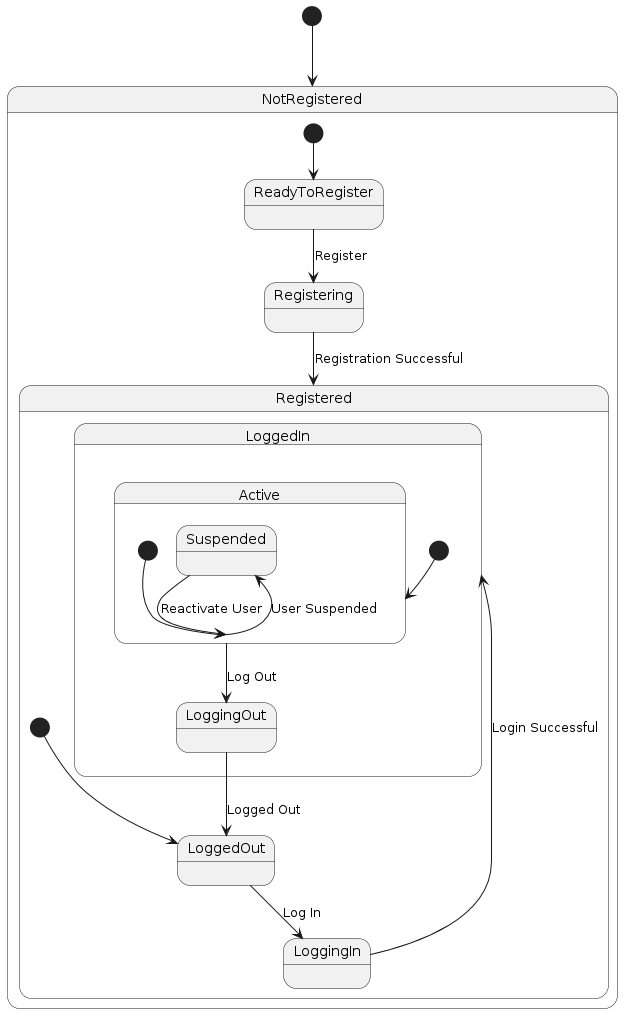 NotRegistered
ReadyToRegister
Register
Registering
Registration Successful
Registered
LoggedIn
Active
Suspended
Reactivate User
User Suspended
Log Out
LoggingOut
Login Successful
Logged Out
LoggedOut
Log In
LoggingIn